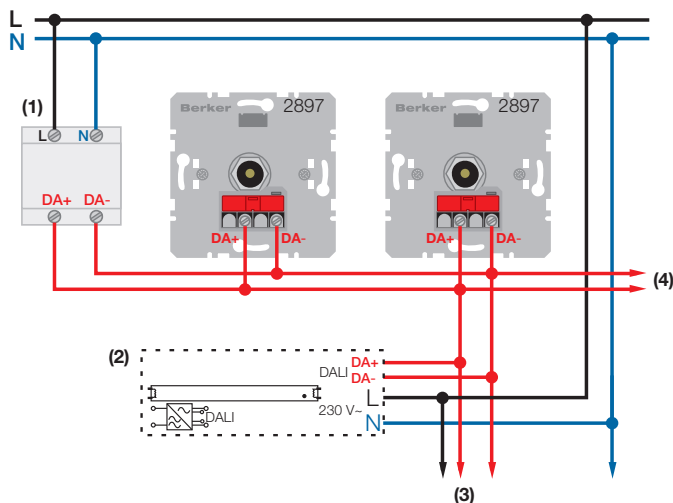 L
N
(1)
L N
DA+ DA-
Berker 2897
DA+ DA-
Berker 2897
DA+ DA-
(4)
(2)
DALI DA+
DA-
L
230 V~
N
DALI
(3)